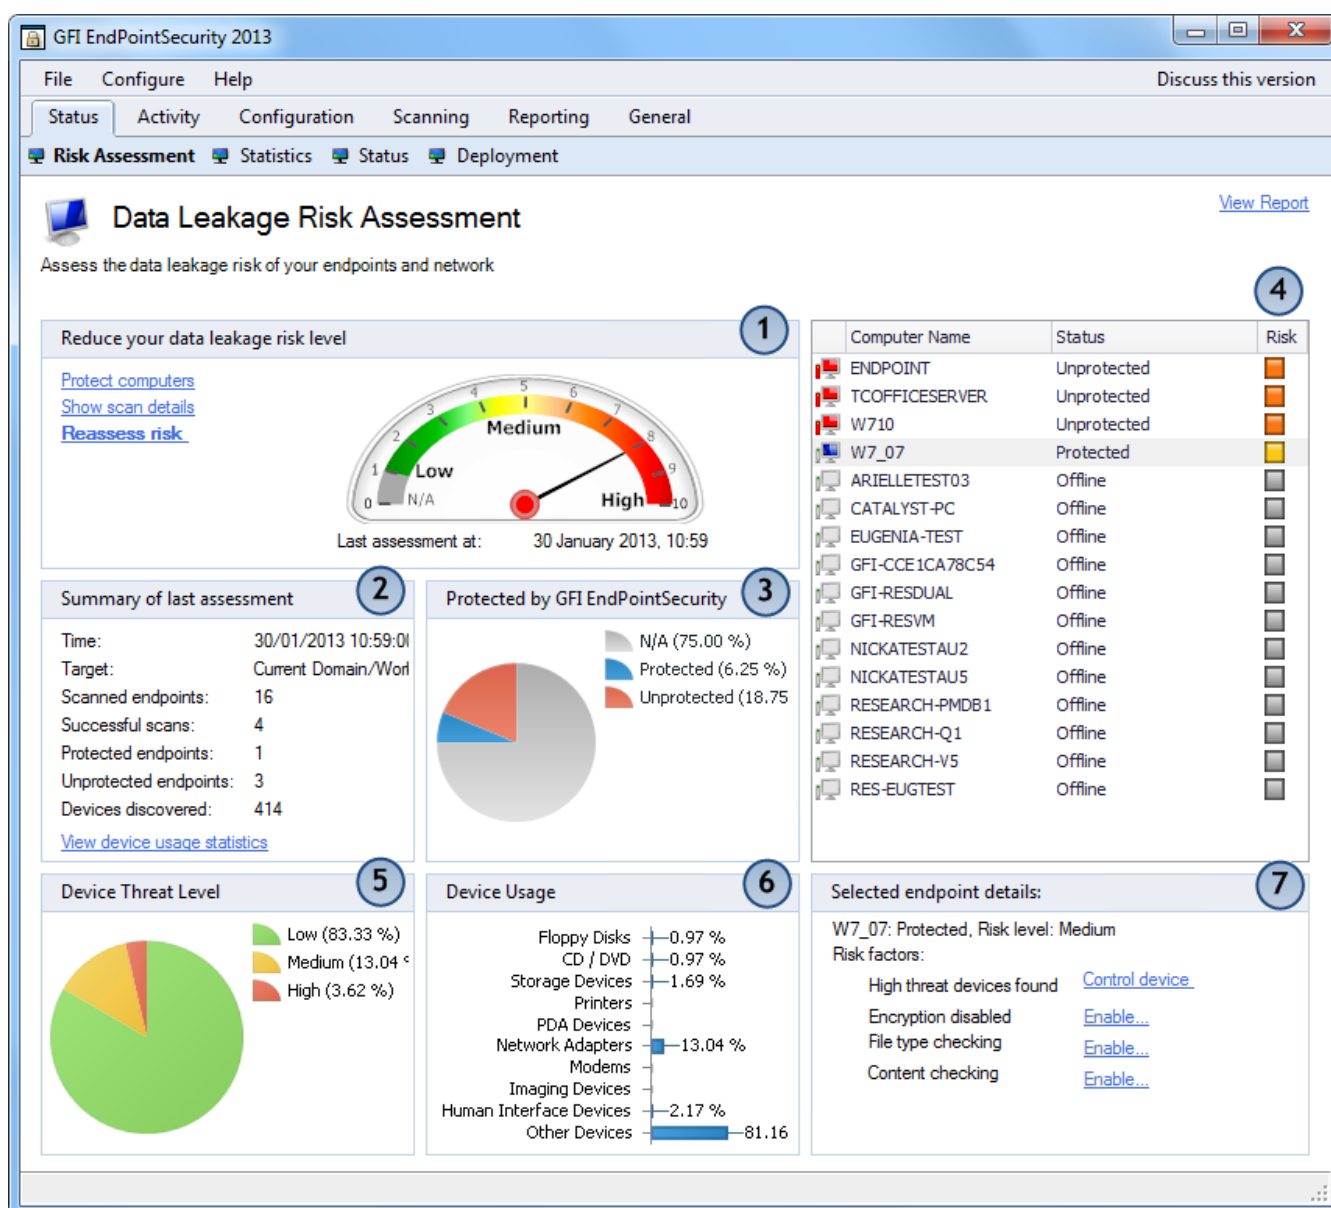 GFI EndPointSecurity 2013
File Configure Help Discuss this version
Status Activity Configuration Scanning Reporting General
Risk Assessment Statistics Status Deployment
Data Leakage Risk Assessment
View Report
Assess the data leakage risk of your endpoints and network
Reduce your data leakage risk level
1
Protect computers
Show scan details
Reassess risk
0 1 2 3 4 5 6 7 8 9 10
N/A Low Medium High
Last assessment at: 30 January 2013, 10:59
Summary of last assessment
2
Time: 30/01/2013 10:59:0
Target: Current Domain/Wor
Scanned endpoints: 16
Successful scans: 4
Protected endpoints: 1
Unprotected endpoints: 3
Devices discovered: 414
View device usage statistics
Protected by GFI EndPointSecurity
3
N/A (75.00 %)
Protected (6.25 %)
Unprotected (18.75
4
Computer Name Status Risk
ENDPOINT Unprotected
TCOFFICESERVER Unprotected
W710 Unprotected
W7_07 Protected
ARIELLETEST03 Offline
CATALYST-PC Offline
EUGENIA-TEST Offline
GFI-CCE1CA78C54 Offline
GFI-RESDUAL Offline
GFI-RESVM Offline
NICKATESTAU2 Offline
NICKATESTAU5 Offline
RESEARCH-PMDB1 Offline
RESEARCH-Q1 Offline
RESEARCH-V5 Offline
RES-EUGTEST Offline
Device Threat Level
5
Low (83.33 %)
Medium (13.04 
High (3.62 %)
Device Usage
6
Floppy Disks 0.97 %
CD / DVD 0.97 %
Storage Devices 1.69 %
Printers
PDA Devices
Network Adapters 13.04 %
Modems
Imaging Devices
Human Interface Devices 2.17 %
Other Devices 81.16
Selected endpoint details:
7
W7_07: Protected, Risk level: Medium
Risk factors:
High threat devices found Control device
Encryption disabled Enable...
File type checking Enable...
Content checking Enable...